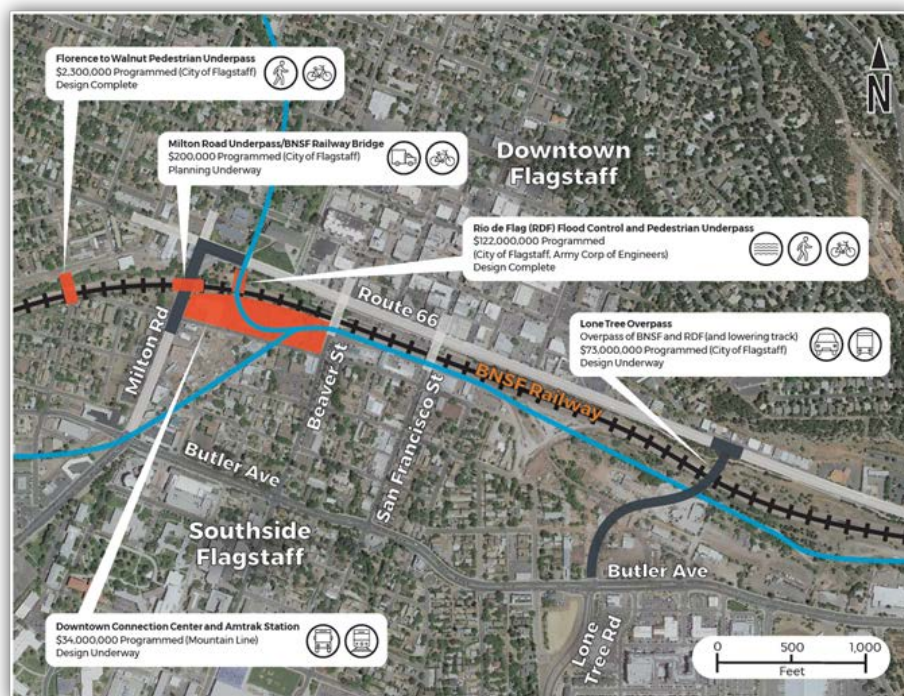 Florence to Walnut Pedestrian Underpass
$2,300,000 Programmed (City of Flagstaff)
Design Complete
N
Milton Road Underpass/BNSF Railway Bridge
$200,000 Programmed (City of Flagstaff)
Planning Underway
Downtown
Flagstaff
Rio de Flag (RDF) Flood Control and Pedestrian Underpass
$122,000,000 Programmed
(City of Flagstaff, Army Corp of Engineers)
Design Complete
Route 66
Milton Rd
Beaver St
San Francisco St
BNSF Railway
Lone Tree Overpass
Overpass of BNSF and RDF (and lowering track)
$73,000,000 Programmed (City of Flagstaff)
Design Underway
Butler Ave
Southside
Flagstaff
Butler Ave
Lone
Tree Rd
Downtown Connection Center and Amtrak Station
$34,000,000 Programmed (Mountain Line)
Design Underway
0 500 1,000
Feet